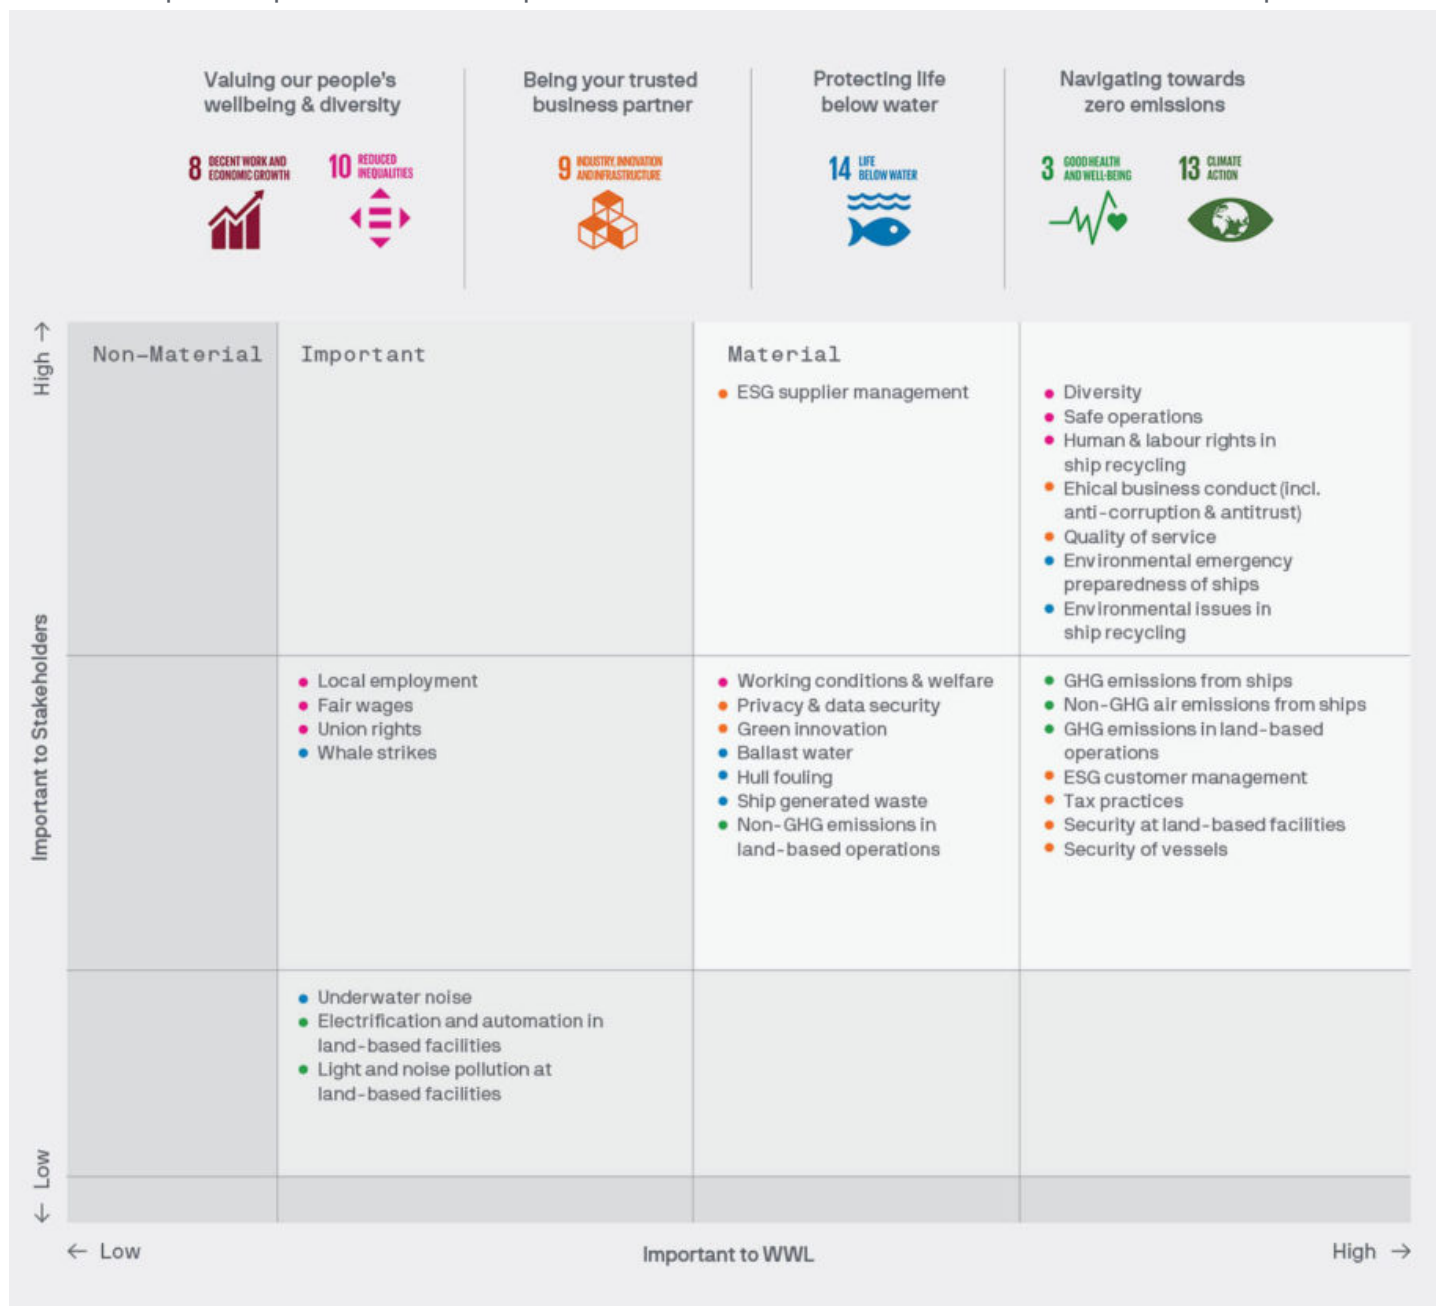 Valuing our people's
wellbeing & diversity
Being your trusted
business partner
Protecting life
below water
Navigating towards
zero emissions
8 DECENT WORK AND
ECONOMIC GROWTH
10 REDUCED
INEQUALITIES
9 INDUSTRY, INNOVATION
AND INFRASTRUCTURE
14 LIFE
BELOW WATER
3 GOOD HEALTH
AND WELL-BEING
13 CLIMATE
ACTION
High →
Important to Stakeholders
← Low
Non-Material
Important
Material
• ESG supplier management
• Diversity
• Safe operations
• Human & labour rights in
ship recycling
• Ehical business conduct (incl.
anti-corruption & antitrust)
• Quality of service
• Environmental emergency
preparedness of ships
• Environmental issues in
ship recycling
• Local employment
• Fair wages
• Union rights
• Whale strikes
• Working conditions & welfare
• Privacy & data security
• Green innovation
• Ballast water
• Hull fouling
• Ship generated waste
• Non-GHG emissions in
land-based operations
• GHG emissions from ships
• Non-GHG air emissions from ships
• GHG emissions in land-based
operations
• ESG customer management
• Tax practices
• Security at land-based facilities
• Security of vessels
• Underwater noise
• Electrification and automation in
land-based facilities
• Light and noise pollution at
land-based facilities
← Low
Important to WWL
High →